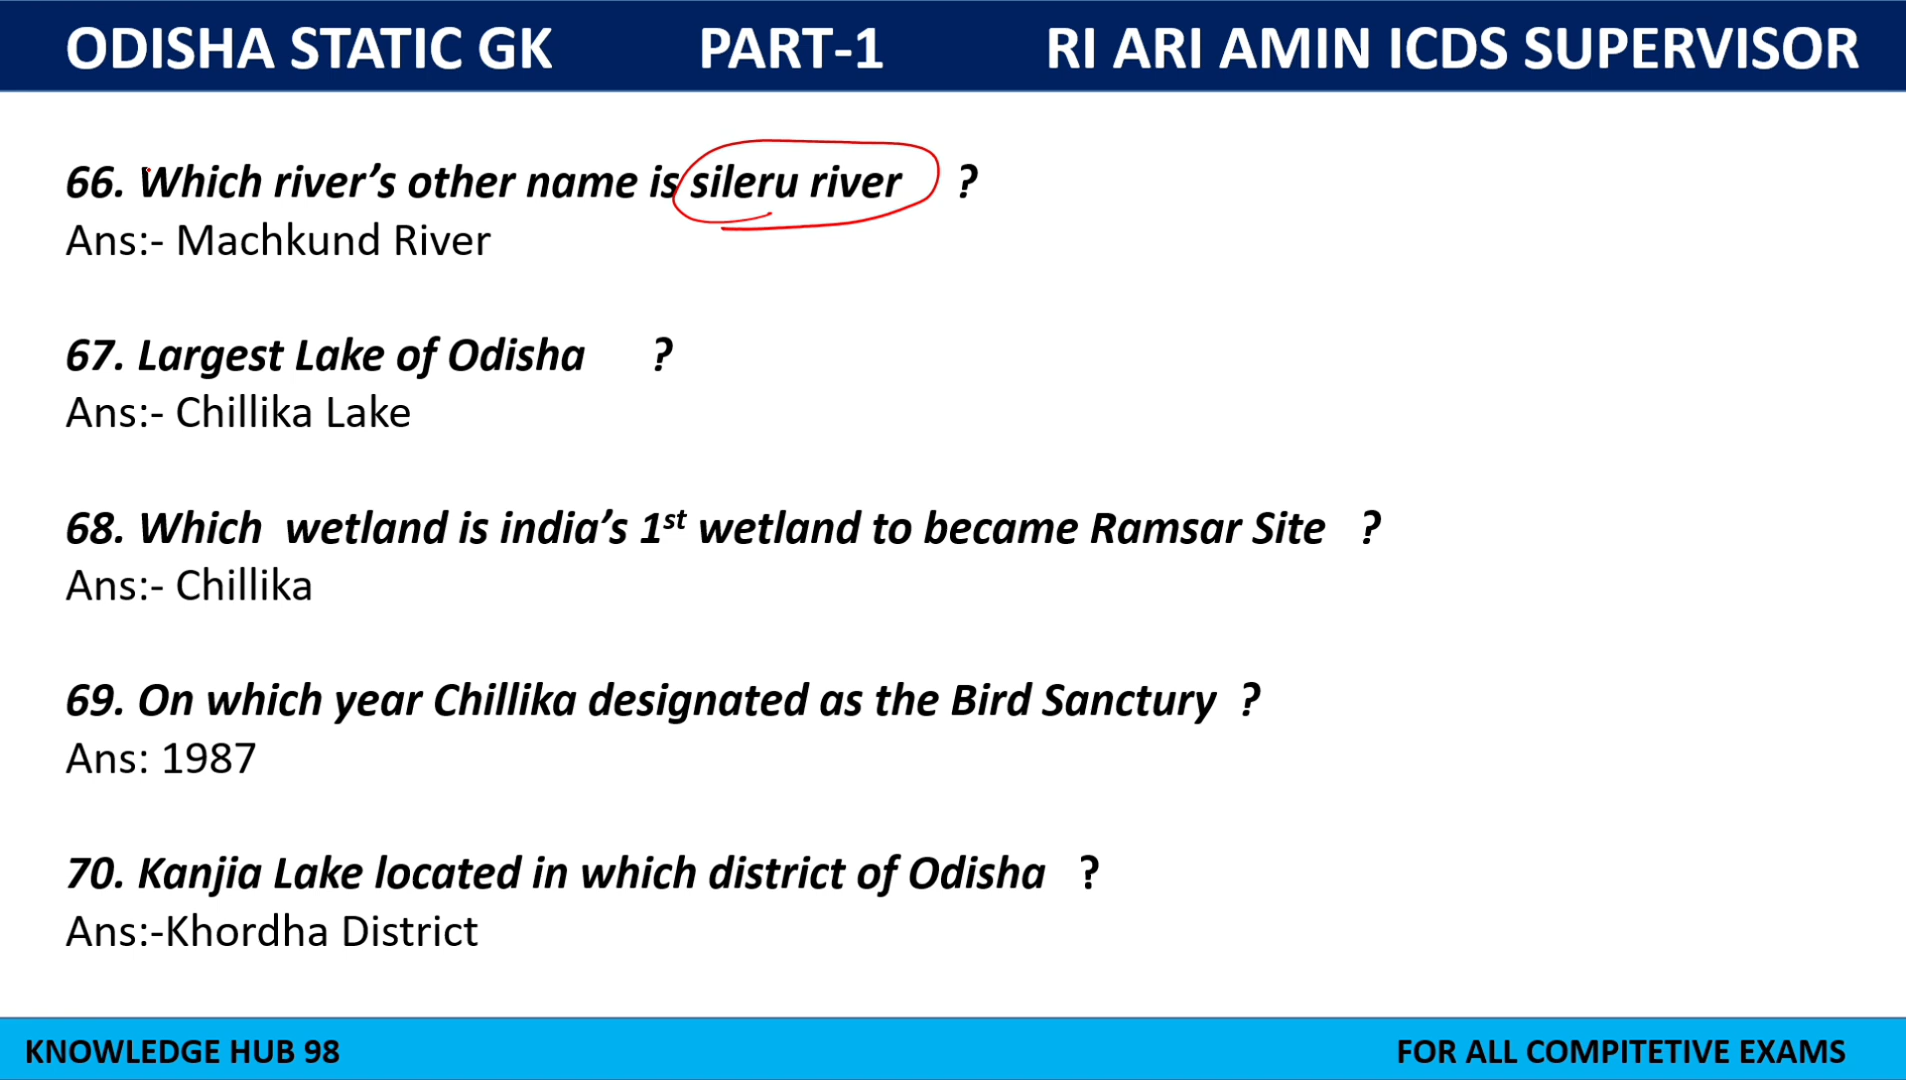 ODISHA STATIC GK PART-1 RI ARI AMIN ICDS SUPERVISOR
66. Which river’s other name is sileru river ?
Ans:- Machkund River
67. Largest Lake of Odisha ?
Ans:- Chillika Lake
68. Which wetland is india’s 1st wetland to became Ramsar Site ?
Ans:- Chillika
69. On which year Chillika designated as the Bird Sanctury ?
Ans: 1987
70. Kanjia Lake located in which district of Odisha ?
Ans:-Khordha District
KNOWLEDGE HUB 98 FOR ALL COMPITETIVE EXAMS